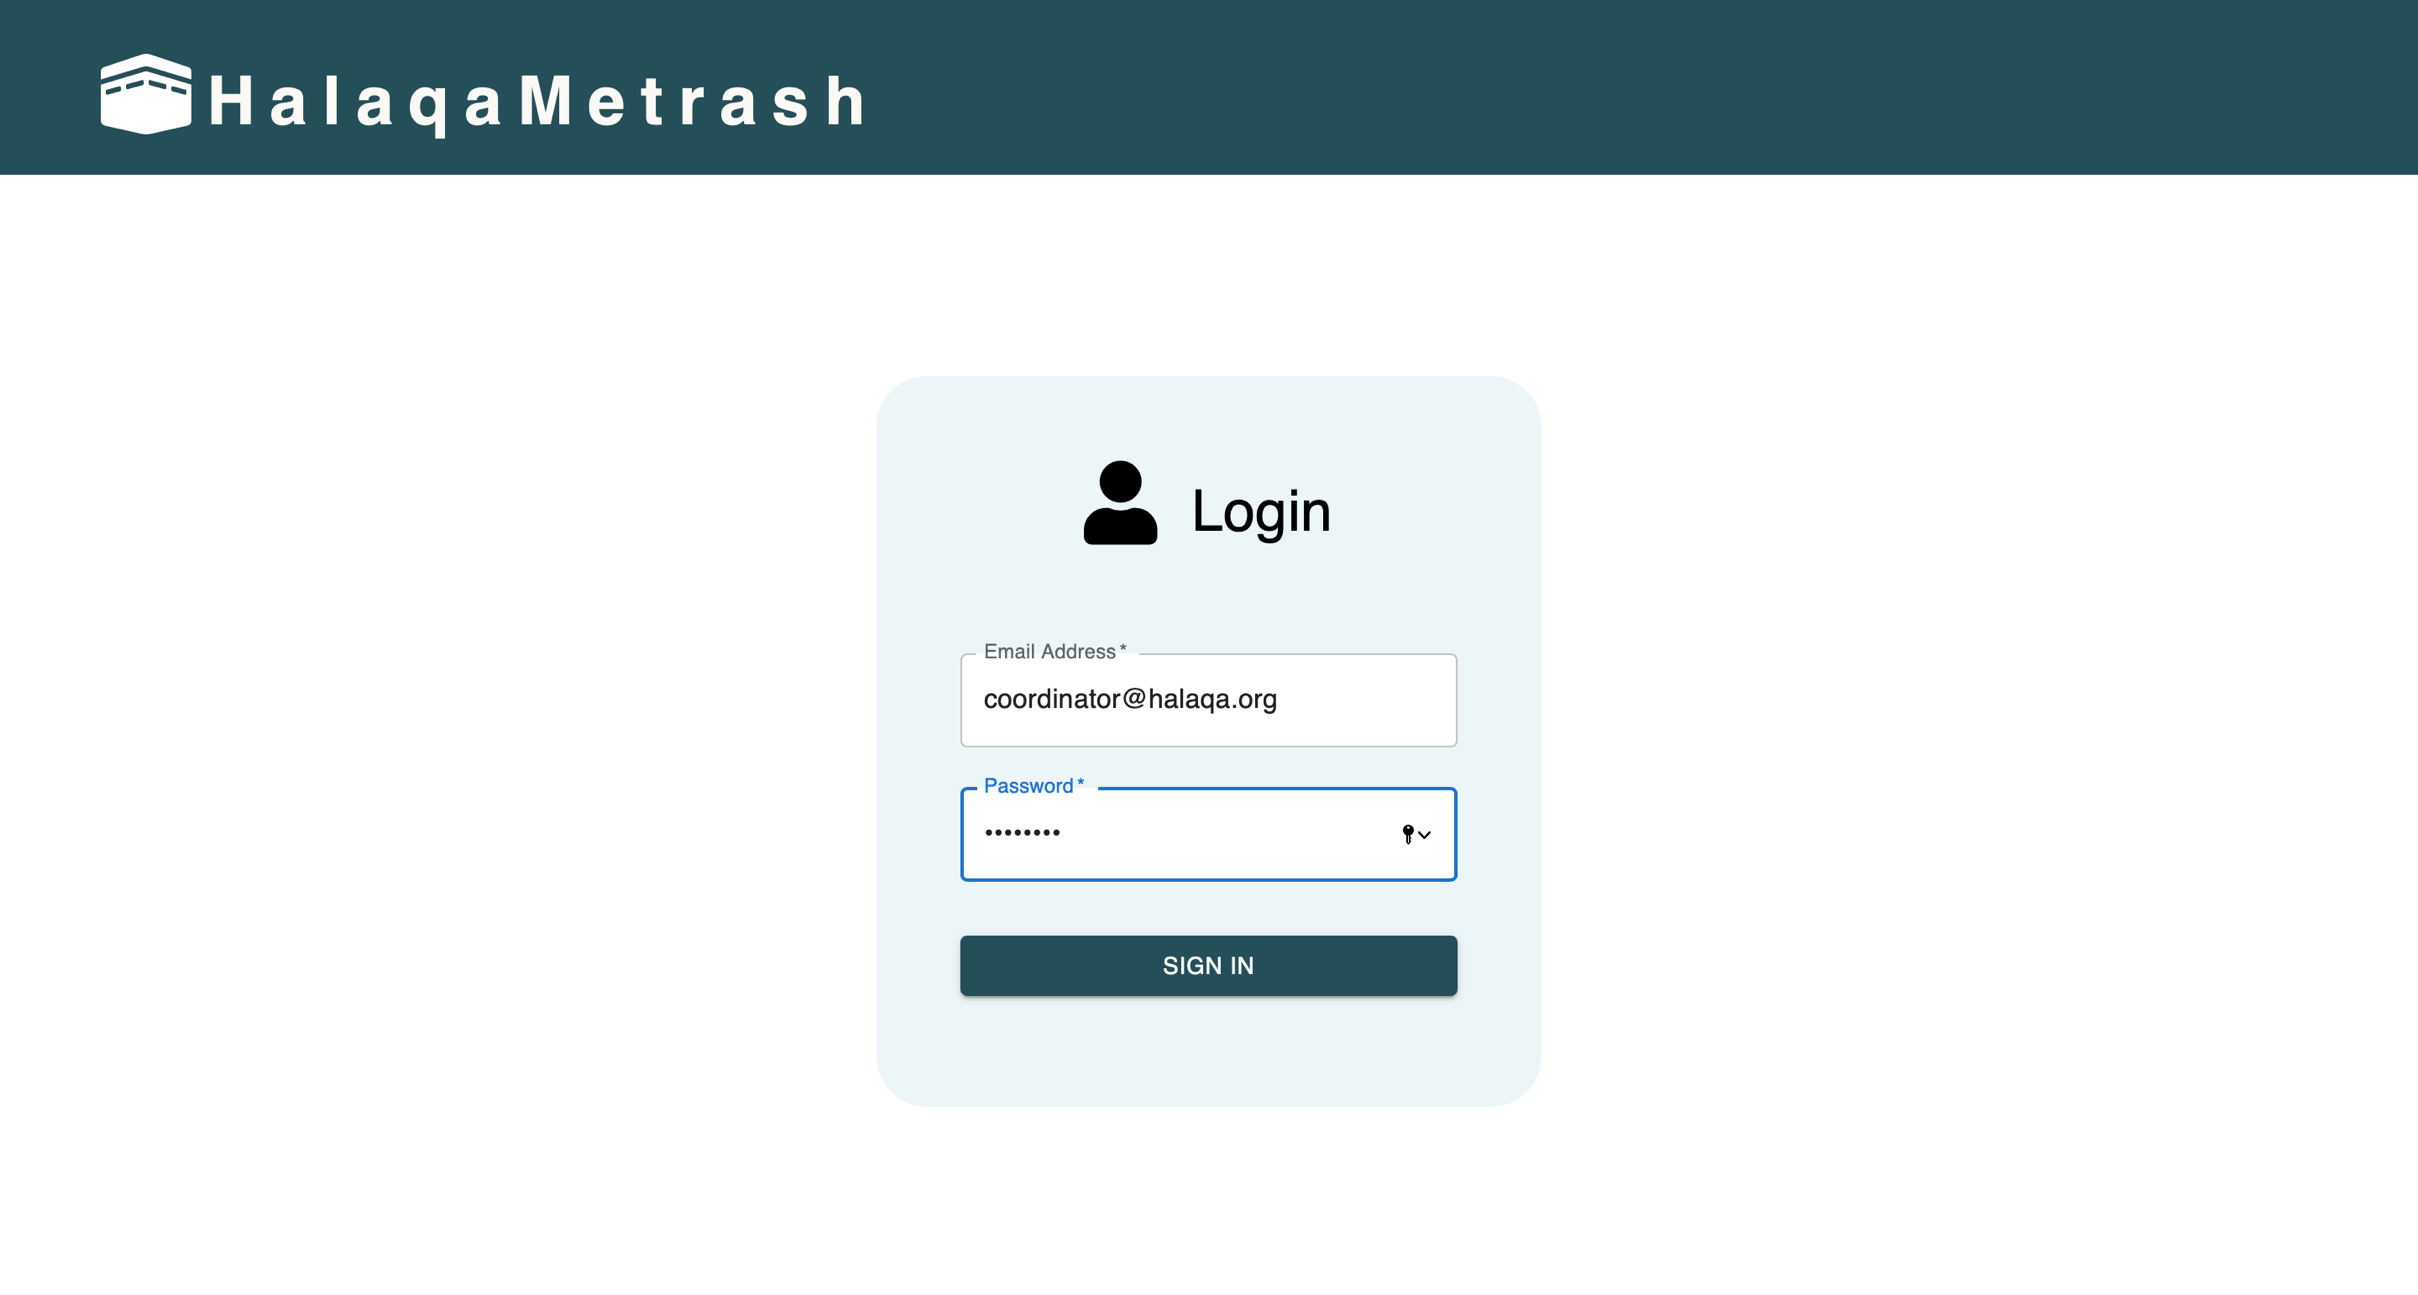 HalaqaMetrash
Login
Email Address *
coordinator@halaqa.org
Password *
••••••••
SIGN IN